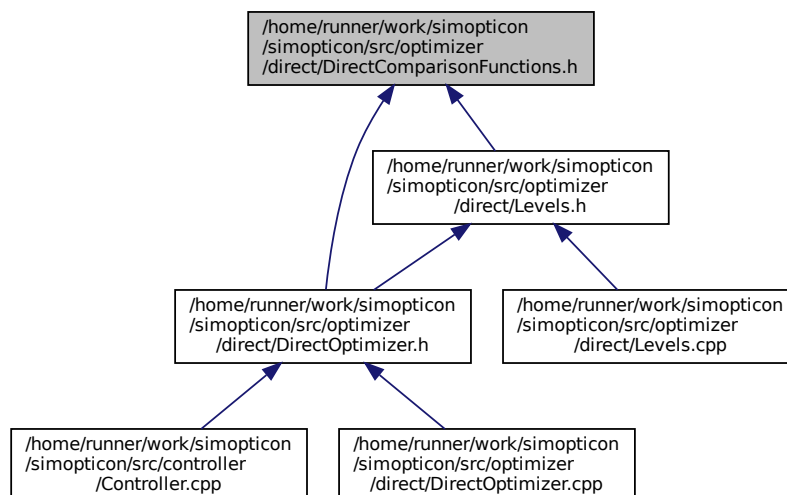 /home/runner/work/simopticon
/simopticon/src/optimizer
/direct/DirectComparisonFunctions.h
/home/runner/work/simopticon
/simopticon/src/optimizer
/direct/Levels.h
/home/runner/work/simopticon
/simopticon/src/optimizer
/direct/DirectOptimizer.h
/home/runner/work/simopticon
/simopticon/src/optimizer
/direct/Levels.cpp
/home/runner/work/simopticon
/simopticon/src/controller
/Controller.cpp
/home/runner/work/simopticon
/simopticon/src/optimizer
/direct/DirectOptimizer.cpp